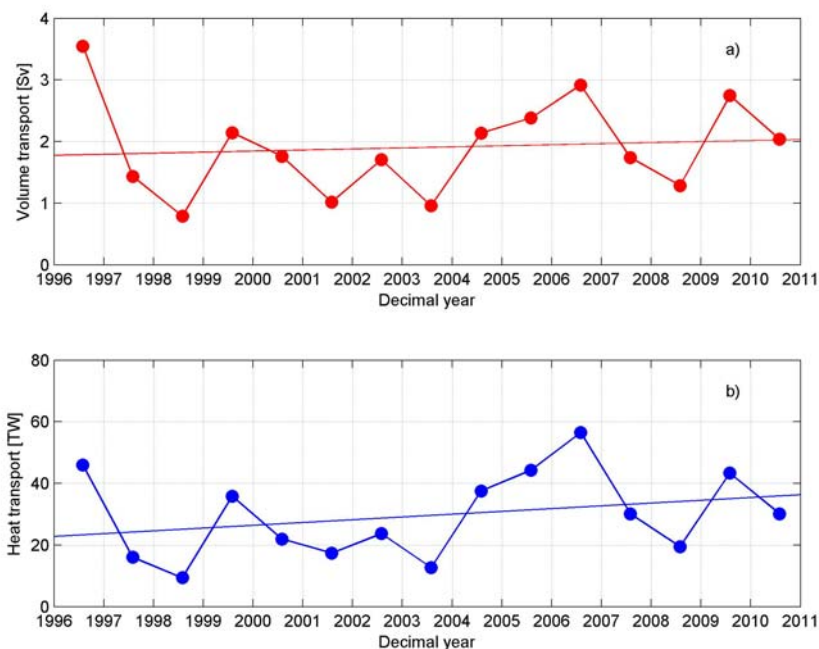 4
a)
3
2
1
0
Volume transport [Sv]
1996 1997 1998 1999 2000 2001 2002 2003 2004 2005 2006 2007 2008 2009 2010 2011
Decimal year
80
b)
60
40
20
0
Heat transport [TW]
1996 1997 1998 1999 2000 2001 2002 2003 2004 2005 2006 2007 2008 2009 2010 2011
Decimal year